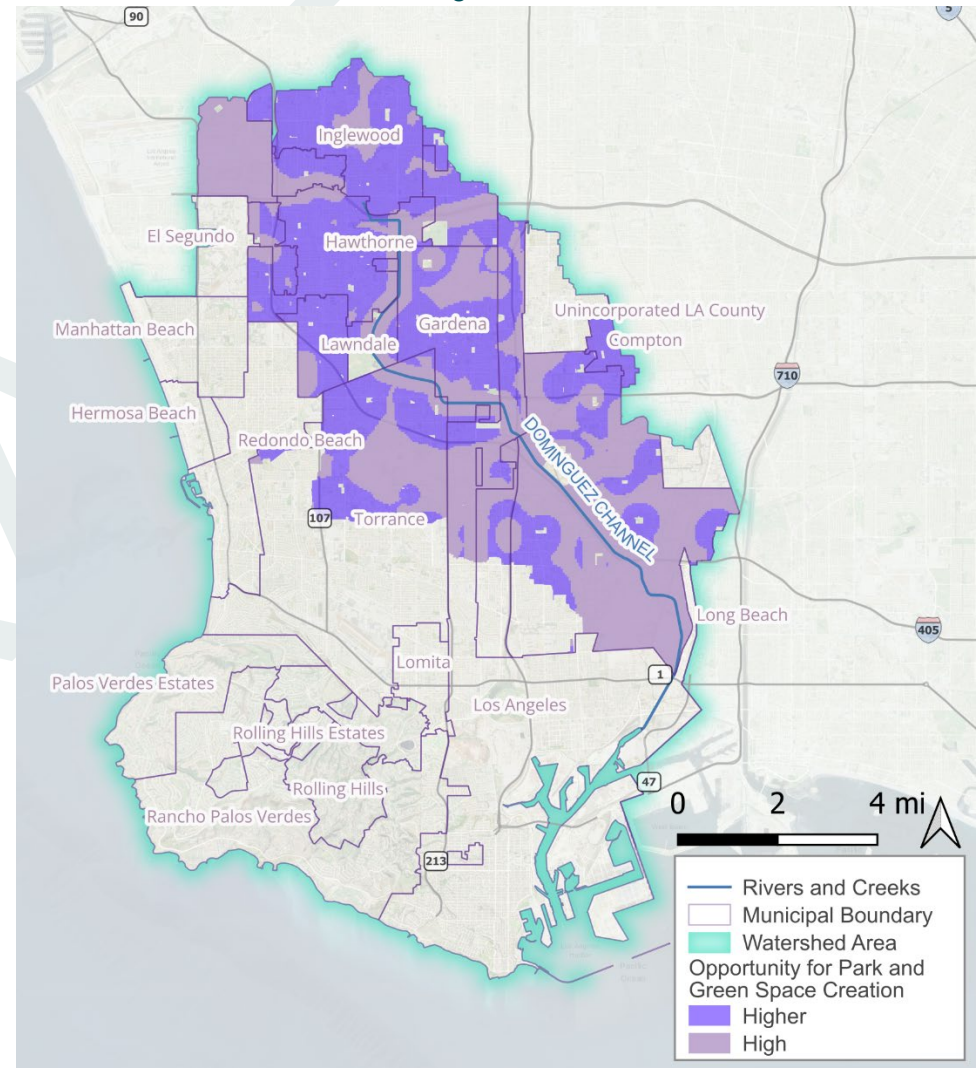 90
5
Inglewood
El Segundo
Hawthorne
Manhattan Beach
Lawndale
Gardena
Unincorporated LA County
Compton
710
Hermosa Beach
Redondo Beach
DOMINGUEZ CHANNEL
107
Torrance
Long Beach
405
Palos Verdes Estates
Lomita
1
Los Angeles
Rolling Hills Estates
Rolling Hills
47
Rancho Palos Verdes
213
0 2 4 mi
Rivers and Creeks
Municipal Boundary
Watershed Area
Opportunity for Park and
Green Space Creation
Higher
High